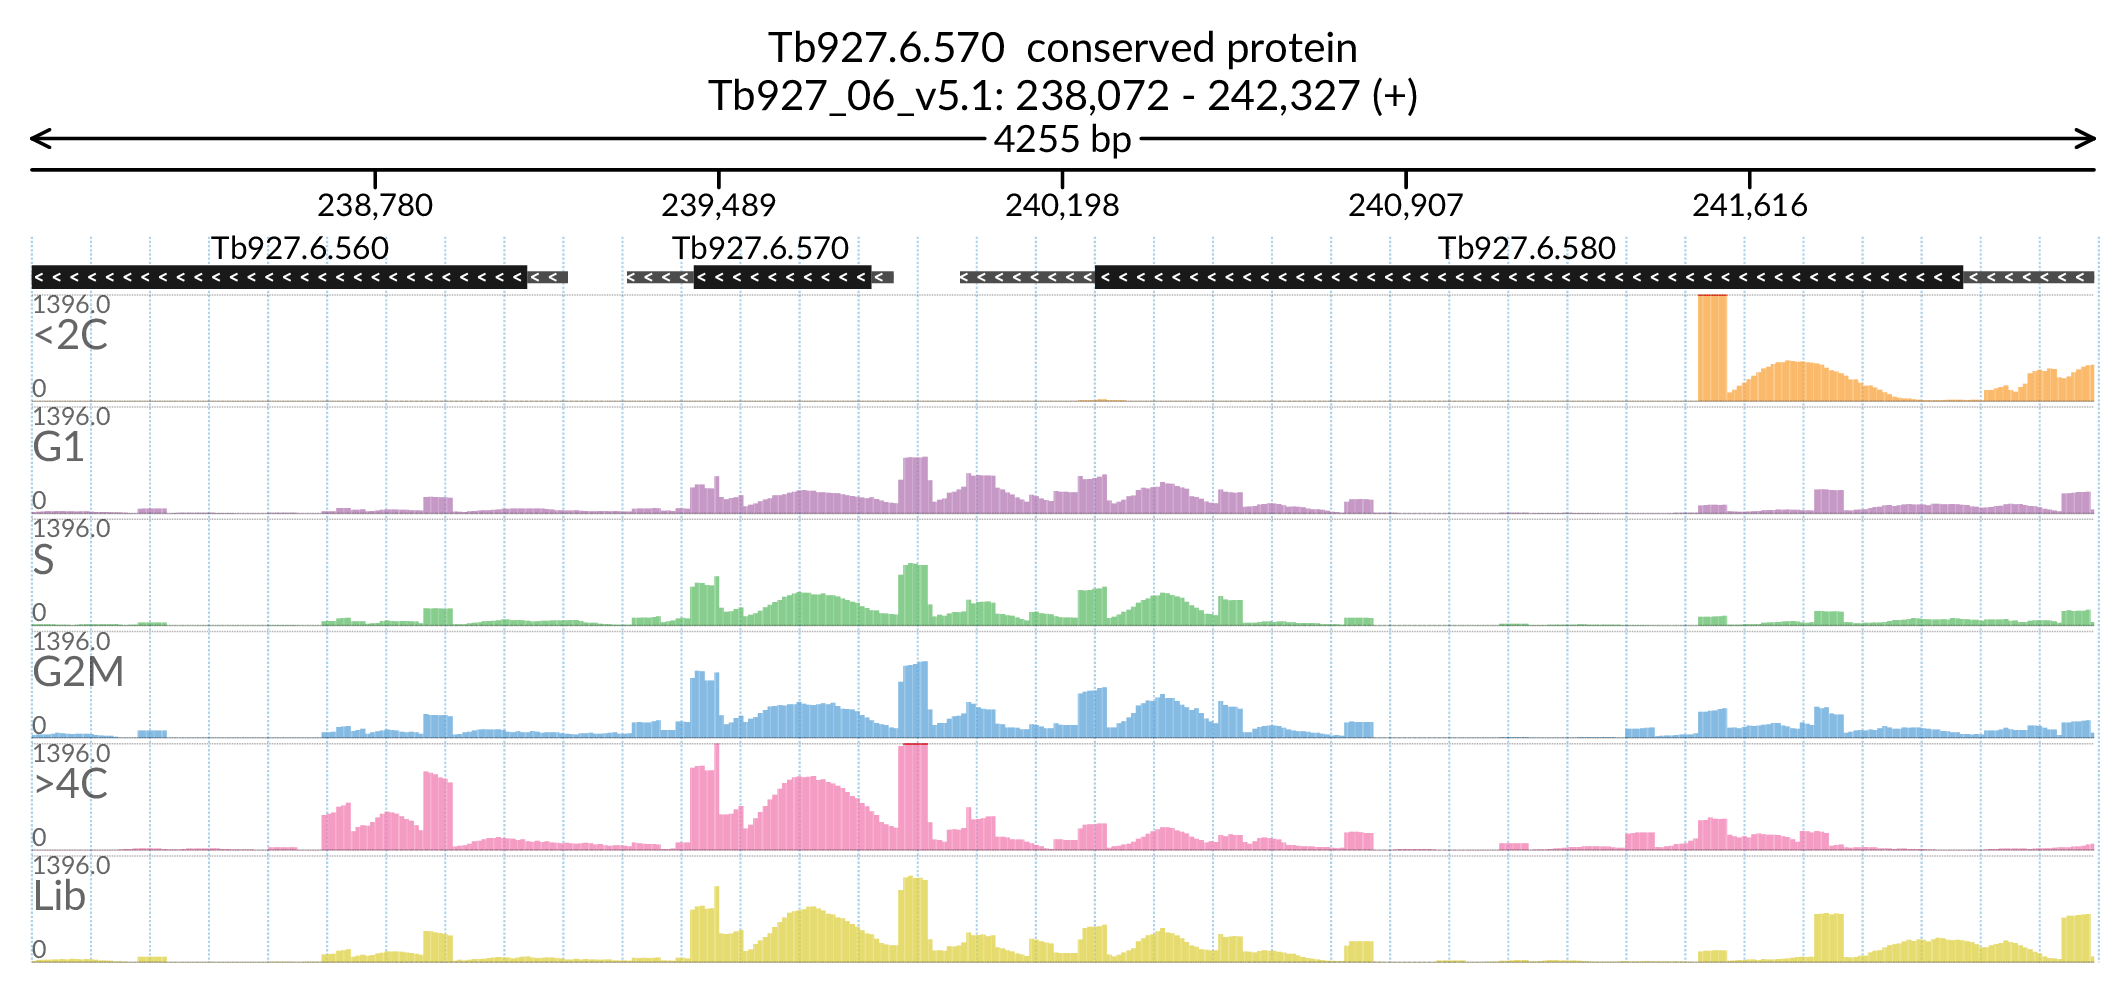 Tb927.6.570  conserved protein
Tb927_06_v5.1: 238,072 - 242,327 (+)
4255 bp
238,780 239,489 240,198 240,907 241,616
Tb927.6.560 Tb927.6.570 Tb927.6.580
1396.0
<2C
0
1396.0
G1
0
1396.0
S
0
1396.0
G2M
0
1396.0
>4C
0
1396.0
Lib
0